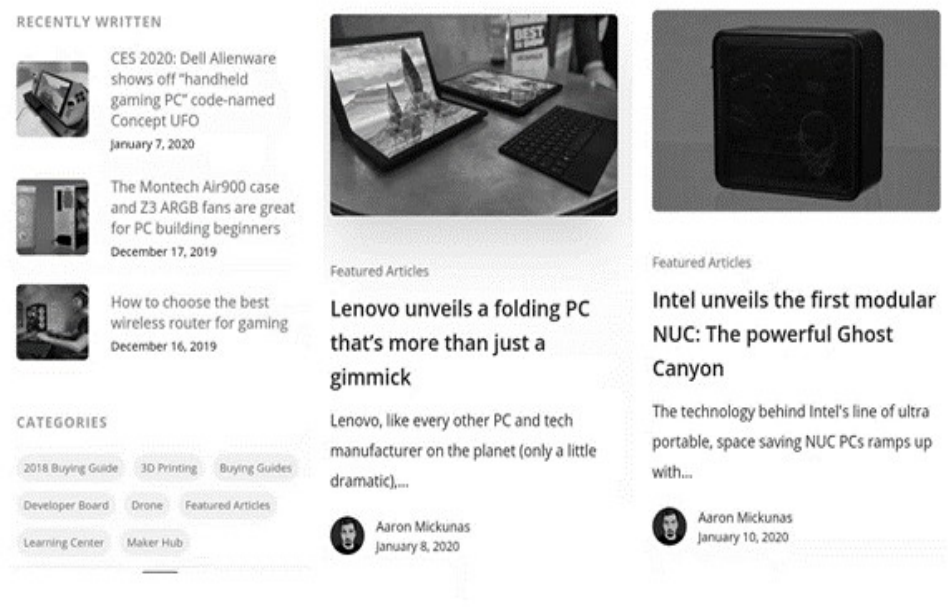 RECENTLY WRITTEN
CES 2020: Dell Alienware
shows off "handheld
gaming PC" code-named
Concept UFO
January 7, 2020
The Montech Air900 case
and Z3 ARGB fans are great
for PC building beginners
December 17, 2019
How to choose the best
wireless router for gaming
December 16, 2019
CATEGORIES
2018 Buying Guide 3D Printing Buying Guides
Developer Board Drone Featured Articles
Learning Center Maker Hub
BEST
Featured Articles
Lenovo unveils a folding PC
that's more than just a
gimmick
Lenovo, like every other PC and tech
manufacturer on the planet (only a little
dramatic),...
Aaron Mickunas
January 8, 2020
Featured Articles
Intel unveils the first modular
NUC: The powerful Ghost
Canyon
The technology behind Intel's line of ultra
portable, space saving NUC PCs ramps up
with...
Aaron Mickunas
January 10, 2020